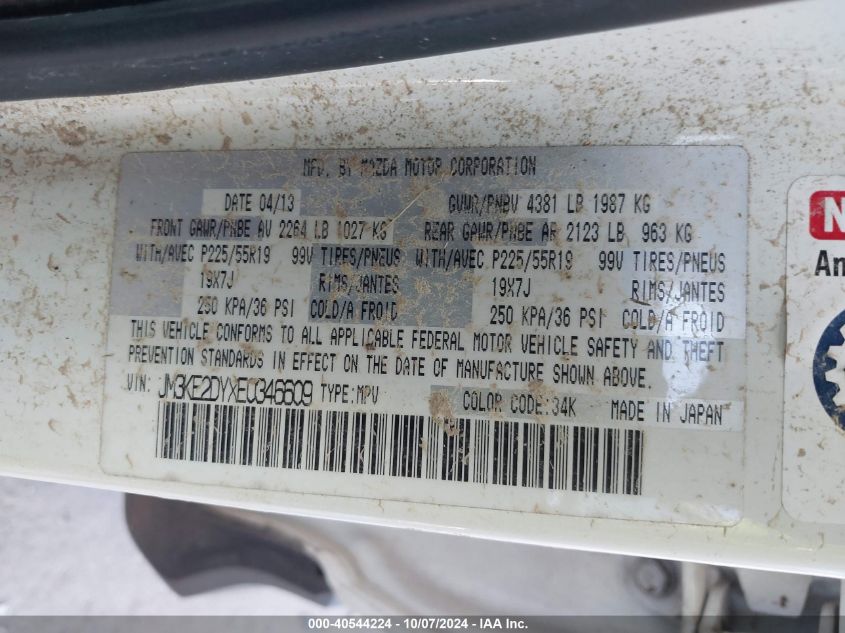 MFD. BY MAZDA MOTOR CORPORATION
DATE 04/13 GVWR/PNBV 4381 LB 1987 KG
FRONT GAWR/PNBE AV 2264 LB 1027 KG REAR GAWR/PNBE AR 2123 LB 963 KG
WITH/AVEC P225/55R19 99V TIRES/PNEUS WITH/AVEC P225/55R19 99V TIRES/PNEUS
19X7J RIMS/JANTES 19X7J RIMS/JANTES
250 KPA/36 PSI COLD/A FROID 250 KPA/36 PSI COLD/A FROID
THIS VEHICLE CONFORMS TO ALL APPLICABLE FEDERAL MOTOR VEHICLE SAFETY AND THEFT
PREVENTION STANDARDS IN EFFECT ON THE DATE OF MANUFACTURE SHOWN ABOVE.
VIN: JM3KE2DYXE0346609 TYPE:MPV COLOR CODE:34K MADE IN JAPAN
N
An
000-40544224 - 10/07/2024 - IAA, Inc.